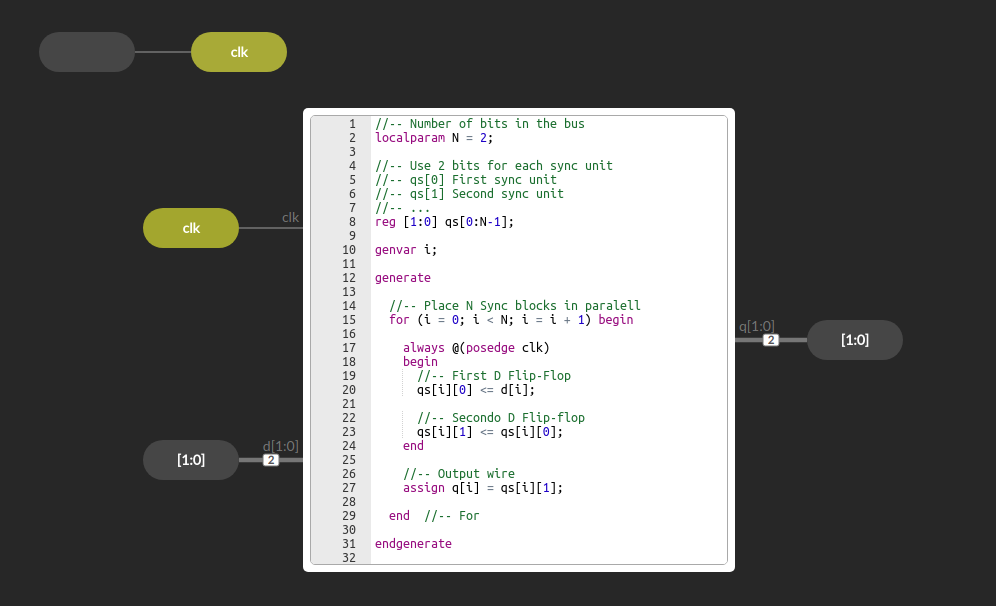 clk
clk
clk
[1:0]
d[1:0]
2
1 //-- Number of bits in the bus
2 localparam N = 2;
3
4 //-- Use 2 bits for each sync unit
5 //-- qs[0] First sync unit
6 //-- qs[1] Second sync unit
7 //-- ...
8 reg [1:0] qs[0:N-1];
9
10 genvar i;
11
12 generate
13
14 //-- Place N Sync blocks in paralell
15 for (i = 0; i < N; i = i + 1) begin
16
17 always @(posedge clk)
18 begin
19 //-- First D Flip-Flop
20 qs[i][0] <= d[i];
21
22 //-- Secondo D Flip-flop
23 qs[i][1] <= qs[i][0];
24 end
25
26 //-- Output wire
27 assign q[i] = qs[i][1];
28
29 end //-- For
30
31 endgenerate
32
q[1:0]
2
[1:0]